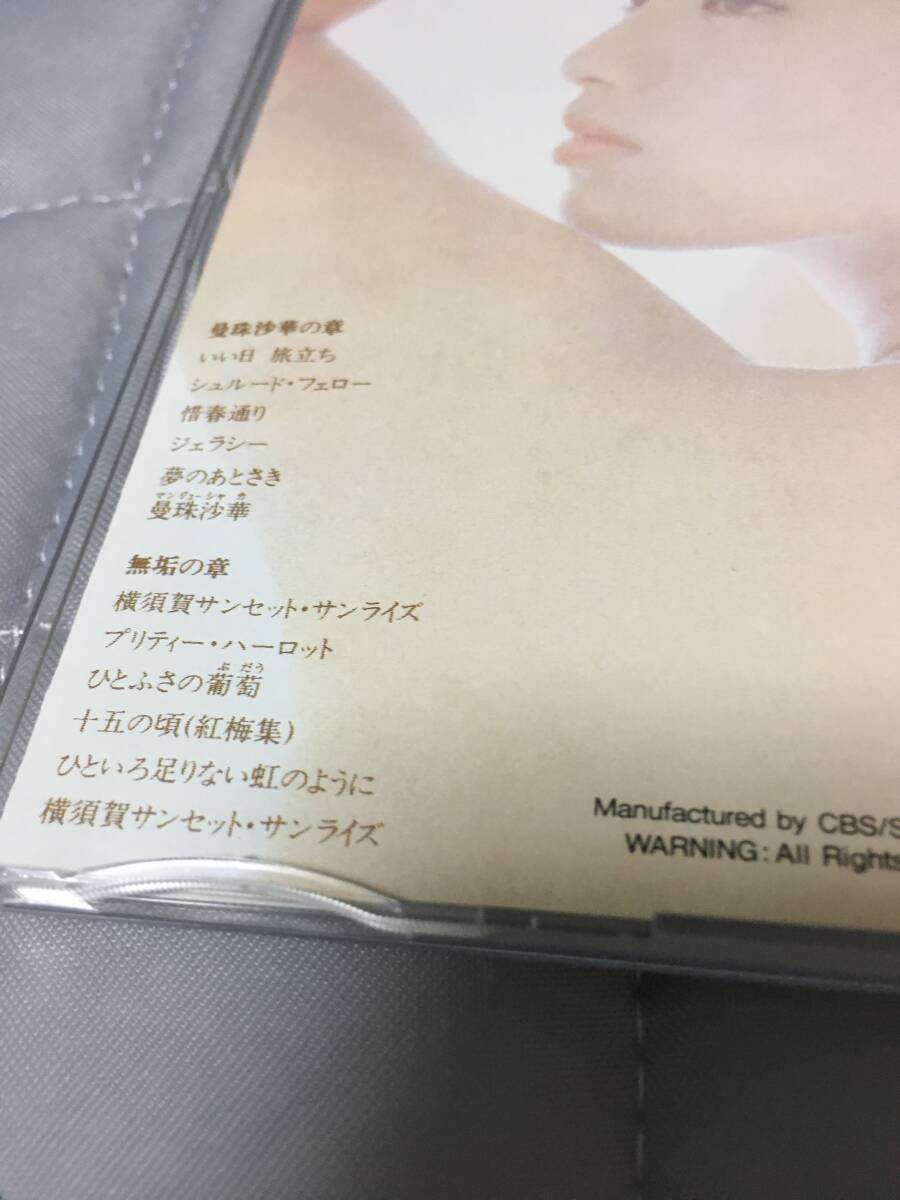 曼珠沙華の章
いい日 旅立ち
シュルード・フェロー
惜春通り
ジェラシー
夢のあとさき
マンジューシャカ
曼珠沙華
無垢の章
横須賀サンセット・サンライズ
プリティー・ハーロット
ぶだう
ひとふさの葡萄
十五の頃(紅梅集)
ひといろ足りない虹のように
横須賀サンセット・サンライズ
Manufactured by CBS/S
WARNING: All Rights